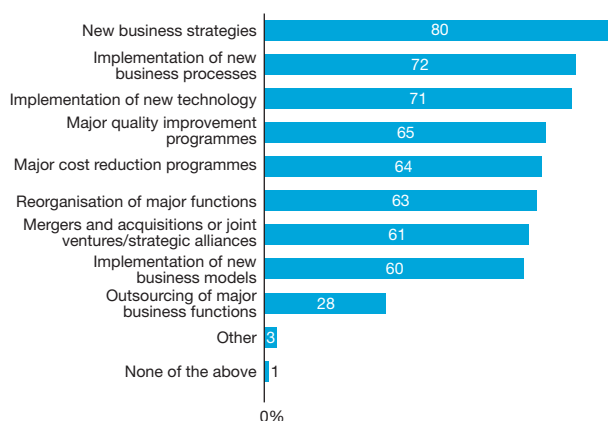 New business strategies
80
Implementation of new
business processes
72
Implementation of new technology
71
Major quality improvement
programmes
65
Major cost reduction programmes
64
Reorganisation of major functions
63
Mergers and acquisitions or joint
ventures/strategic alliances
61
Implementation of new
business models
60
Outsourcing of major
business functions
28
Other
3
None of the above
1
0%